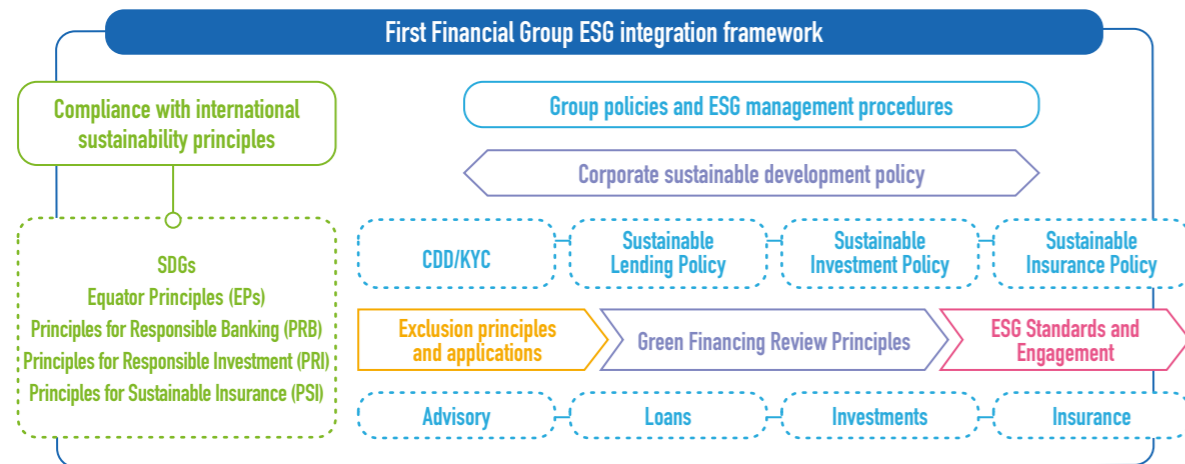 First Financial Group ESG integration framework
Compliance with international
sustainability principles
SDGs
Equator Principles (EPs)
Principles for Responsible Banking (PRB)
Principles for Responsible Investment (PRI)
Principles for Sustainable Insurance (PSI)
Group policies and ESG management procedures
Corporate sustainable development policy
CDD/KYC
Sustainable
Lending Policy
Sustainable
Investment Policy
Sustainable
Insurance Policy
Exclusion principles
and applications
Green Financing Review Principles
ESG Standards and
Engagement
Advisory
Loans
Investments
Insurance